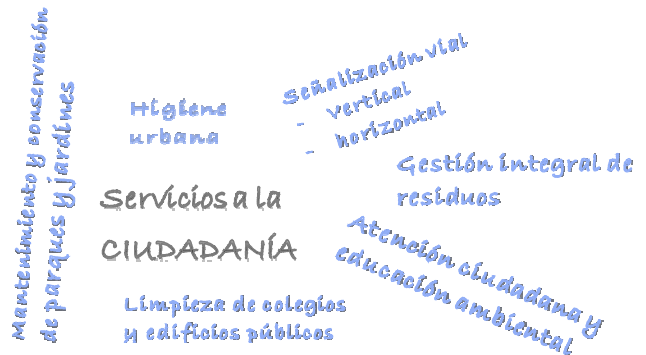 Mantenimiento y conservación
de parques y jardines
Higiene
urbana
Señalización vial
- vertical
- horizontal
Gestión integral de
residuos
Servicios a la
CIUDADANÍA
Atención ciudadana y
educación ambiental
Limpieza de colegios
y edificios públicos